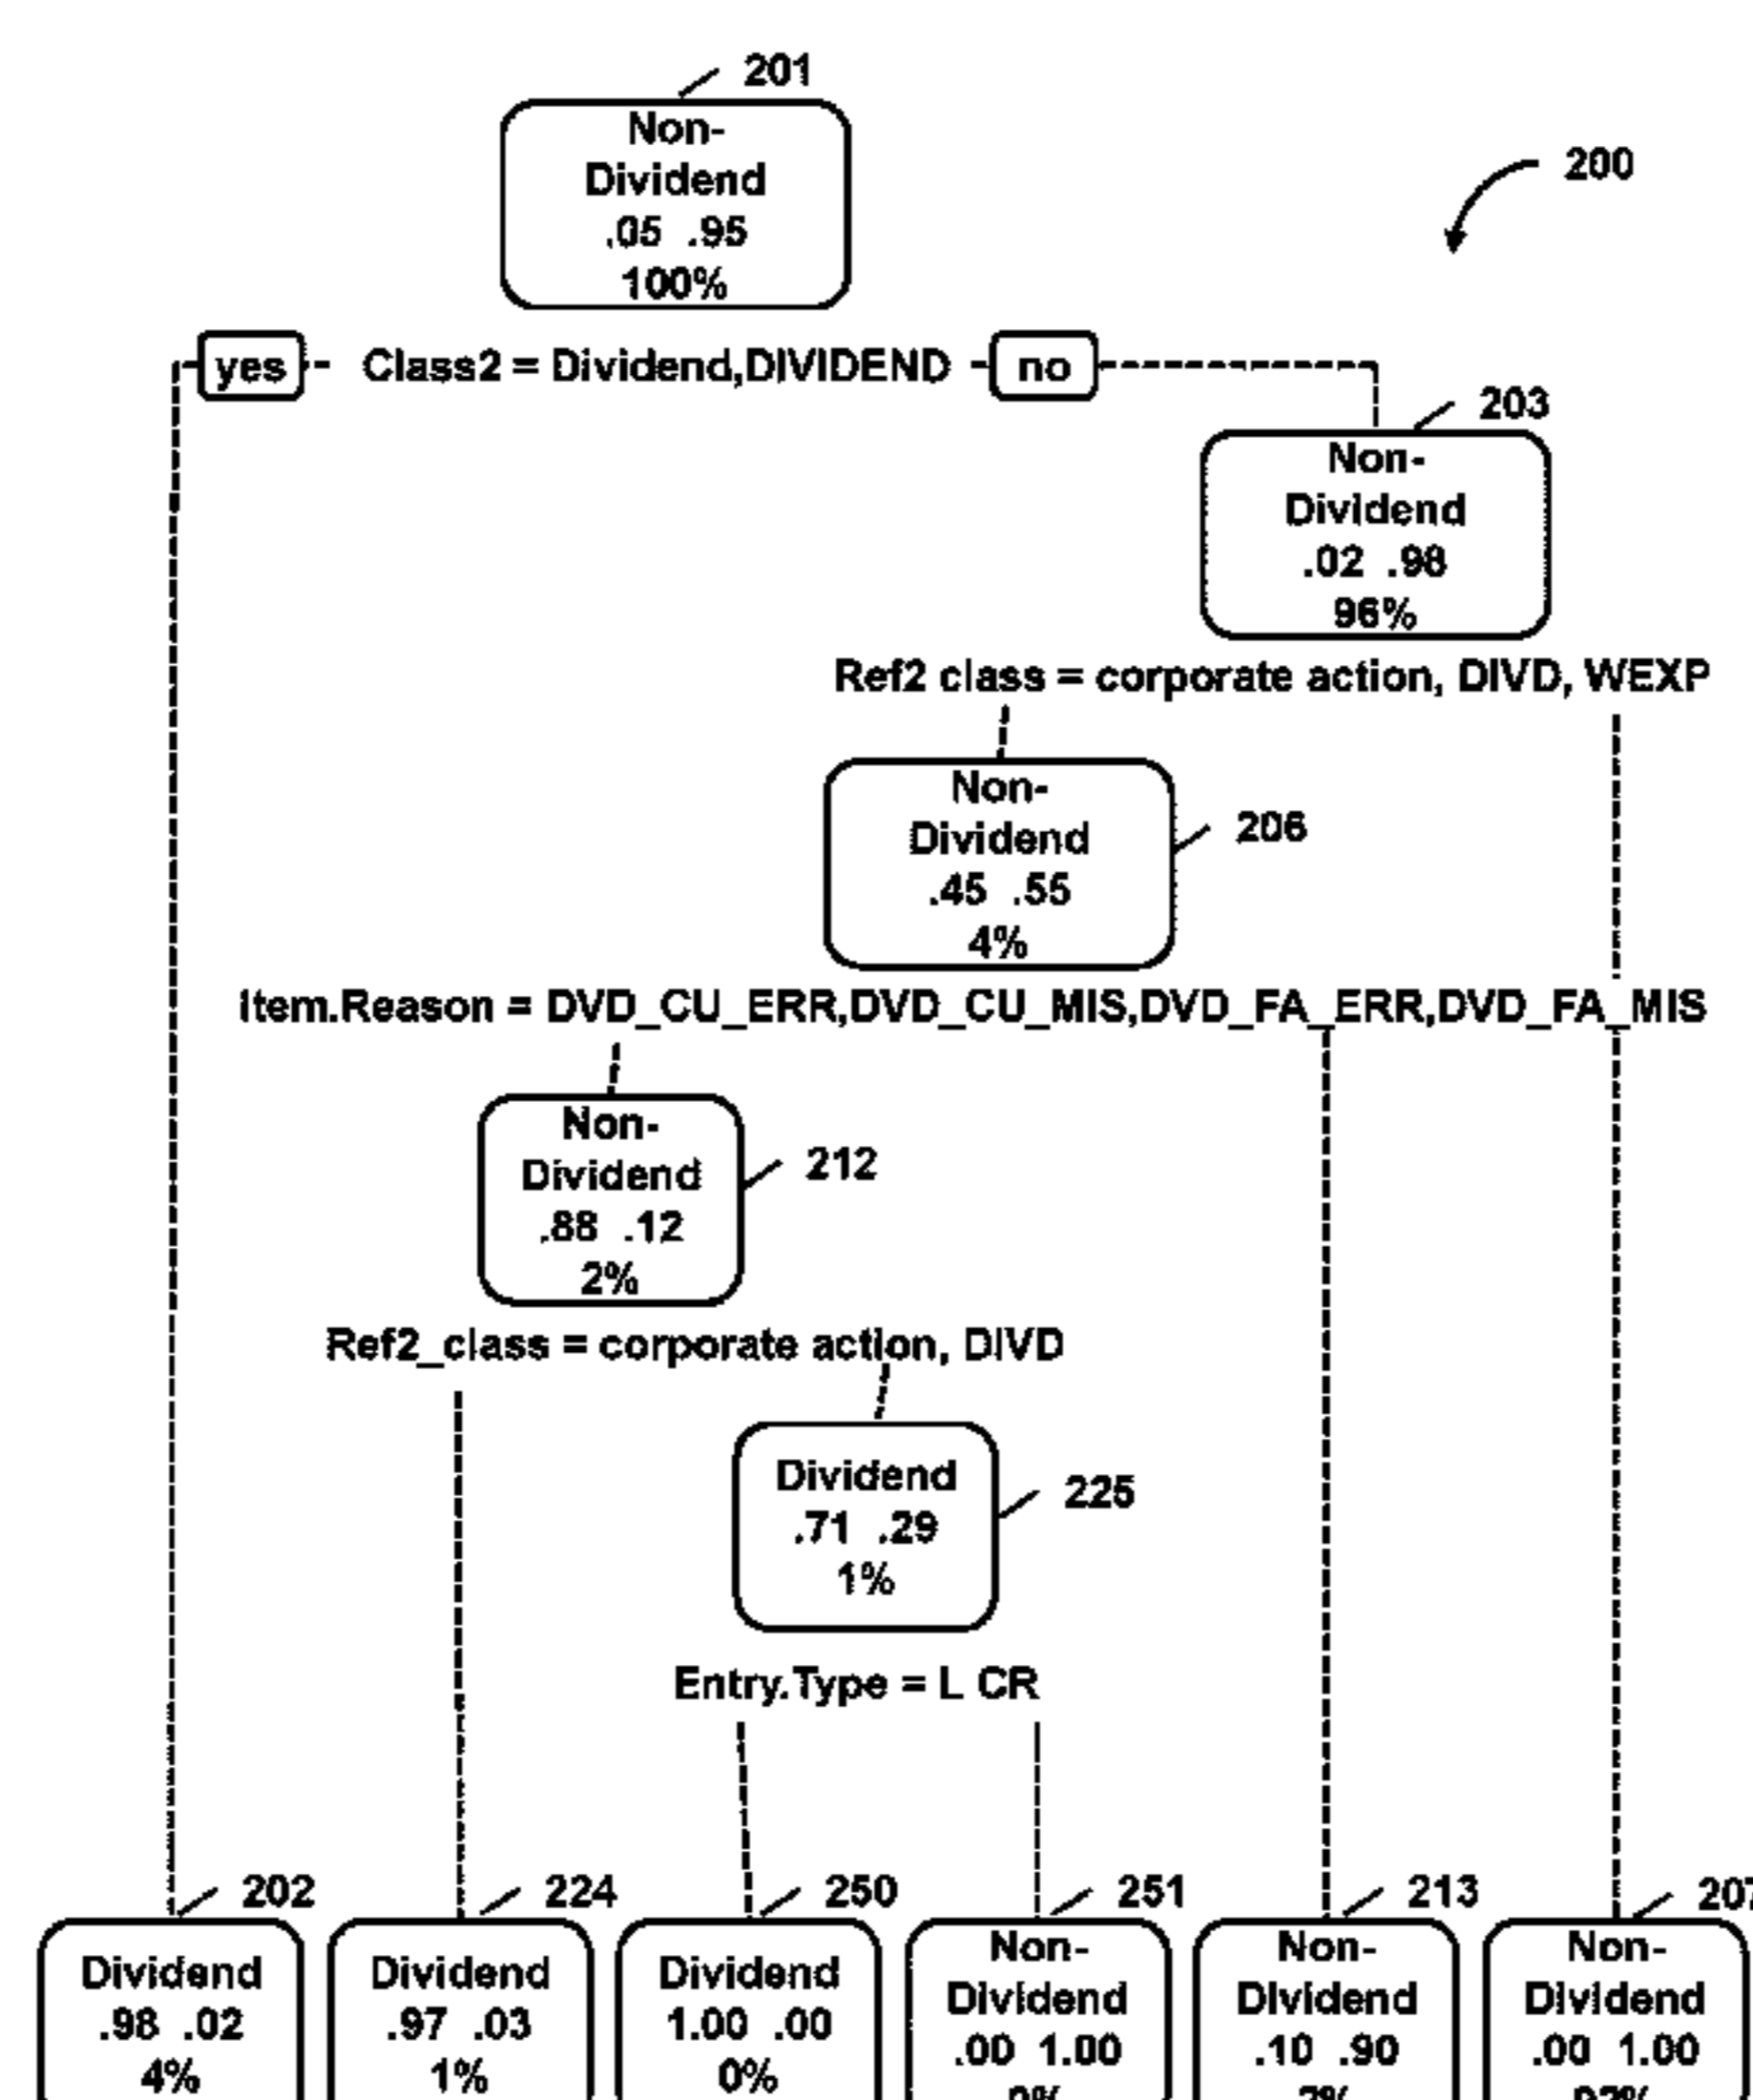 201
Non-
Dividend
.05 .95
100%
200
yes Class2 = Dividend,DIVIDEND no
203
Non-
Dividend
.02 .98
96%
Ref2 class = corporate action, DIVD, WEXP
Non-
Dividend
.45 .55
4%
206
Item.Reason = DVD_CU_ERR,DVD_CU_MIS,DVD_FA_ERR,DVD_FA_MIS
Non-
Dividend
.88 .12
2%
212
Ref2_class = corporate action, DIVD
Dividend
.71 .29
1%
225
Entry.Type = L CR
202
Dividend
.98 .02
4%
224
Dividend
.97 .03
1%
250
Dividend
1.00 .00
0%
251
Non-
Dividend
.00 1.00
213
Non-
Dividend
.10 .90
207
Non-
Dividend
.00 1.00